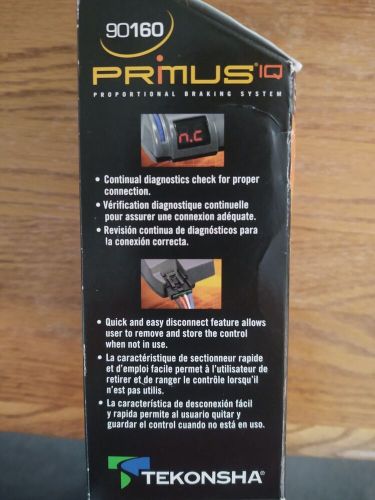 90160
PRIMUS IQ
PROPORTIONAL BRAKING SYSTEM
n.c
• Continual diagnostics check for proper
connection.
• Vérification diagnostique continuelle
pour assurer une connexion adéquate.
• Revisión continua de diagnósticos para
la conexión correcta.
• Quick and easy disconnect feature allows
user to remove and store the control
when not in use.
• La caractéristique de sectionneur rapide
et d'emploi facile permet à l'utilisateur de
retirer et de ranger le contrôle lorsqu'il
n'est pas utilis.
• La característica de desconexión fácil
y rapida permite al usuario quitar y
guardar el control cuando no está en uso.
TEKONSHA®